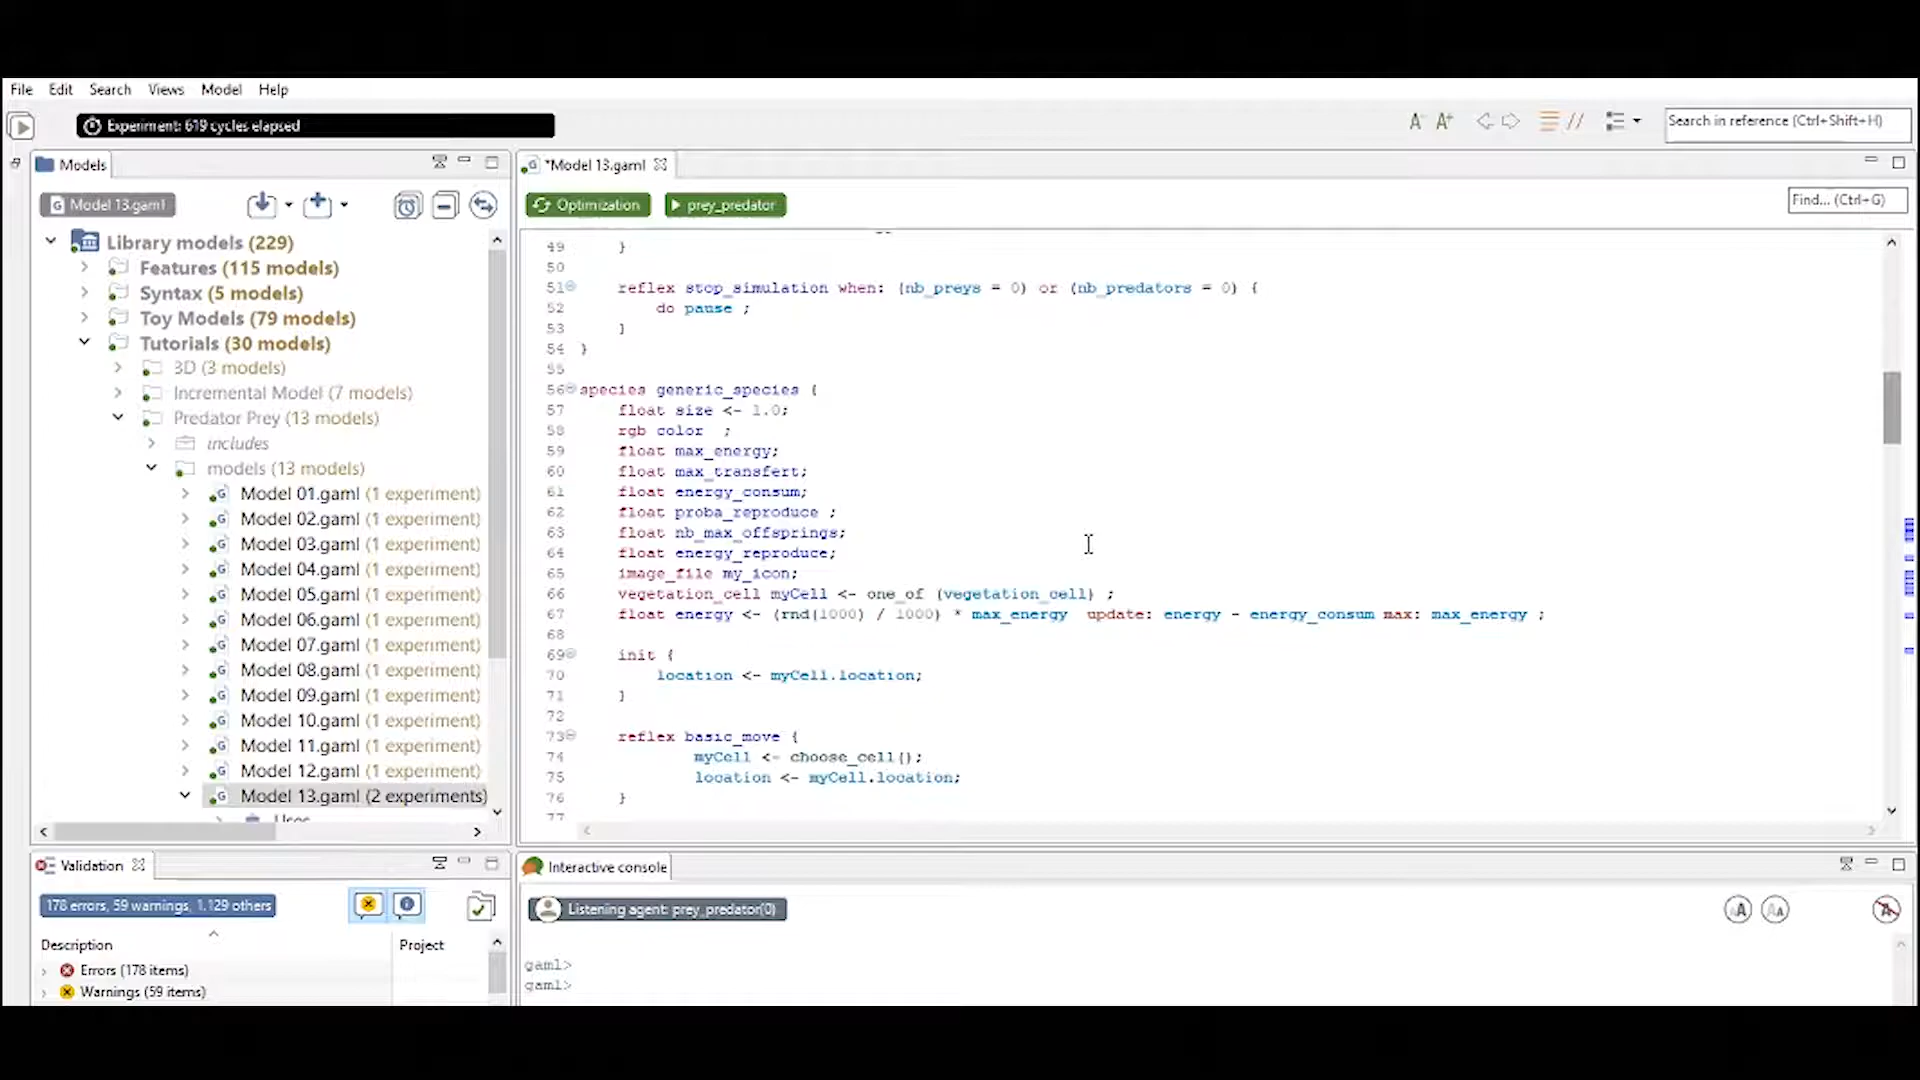 File Edit Search Views Model Help
Experiment: 619 cycles elapsed
A- A+
Search in reference (Ctrl+Shift+H)
Models
Model 13.gaml
Library models (229)
Features (115 models)
Syntax (5 models)
Toy Models (79 models)
Tutorials (30 models)
3D (3 models)
Incremental Model (7 models)
Predator Prey (13 models)
includes
models (13 models)
Model 01.gaml (1 experiment)
Model 02.gaml (1 experiment)
Model 03.gaml (1 experiment)
Model 04.gaml (1 experiment)
Model 05.gaml (1 experiment)
Model 06.gaml (1 experiment)
Model 07.gaml (1 experiment)
Model 08.gaml (1 experiment)
Model 09.gaml (1 experiment)
Model 10.gaml (1 experiment)
Model 11.gaml (1 experiment)
Model 12.gaml (1 experiment)
Model 13.gaml (2 experiments)
*Model 13.gaml
Optimization
prey_predator
Find... (Ctrl+G)
49 }
50
51 reflex stop_simulation when: (nb_preys = 0) or (nb_predators = 0) {
52 do pause ;
53 }
54 }
55
56 species generic_species {
57 float size <- 1.0;
58 rgb color ;
59 float max_energy;
60 float max_transfert;
61 float energy_consum;
62 float proba_reproduce ;
63 float nb_max_offsprings;
64 float energy_reproduce;
65 image_file my_icon;
66 vegetation_cell myCell <- one_of (vegetation_cell) ;
67 float energy <- (rnd(1000) / 1000) * max_energy update: energy - energy_consum max: max_energy ;
68
69 init {
70 location <- myCell.location;
71 }
72
73 reflex basic_move {
74 myCell <- choose_cell();
75 location <- myCell.location;
76 }
77
Validation
178 errors, 59 warnings, 1.129 others
Description Project
Errors (178 items)
Warnings (59 items)
Interactive console
Listening agent: prey_predator(0)
gaml>
gaml>